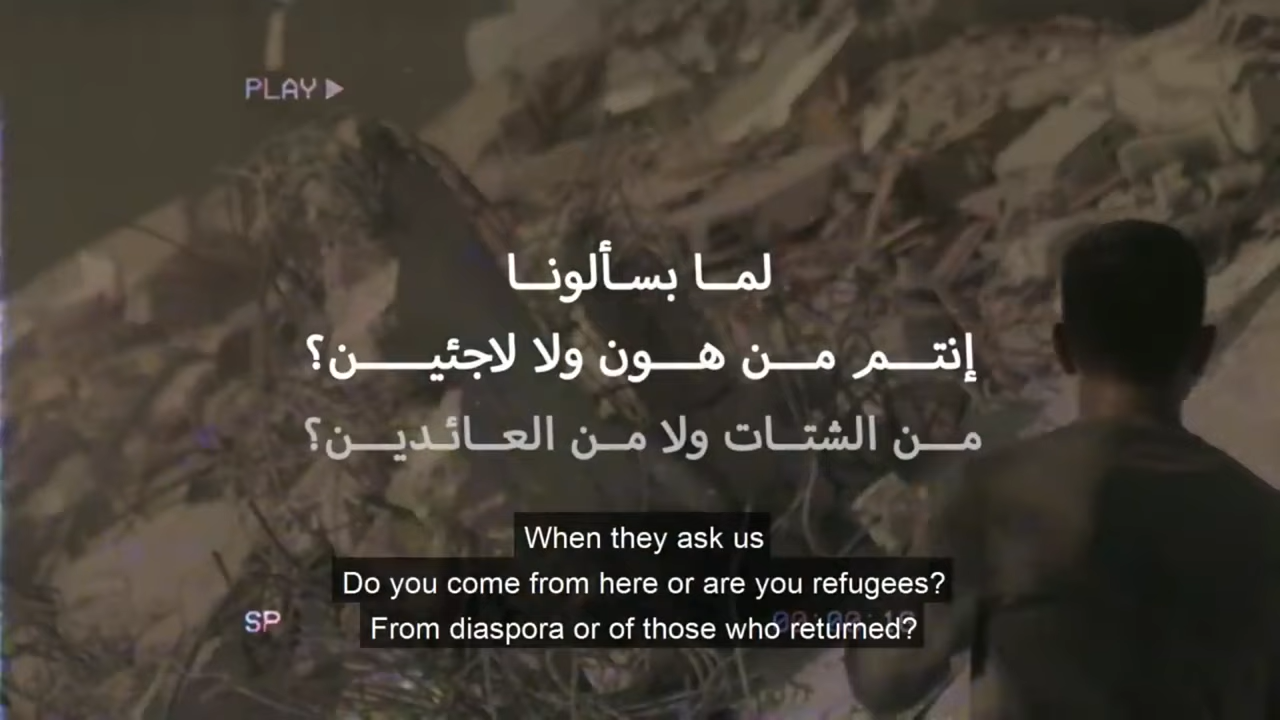 PLAY
لما بسألونا
إنتم من هون ولا لاجئين؟
من الشتات ولا من العائدين؟
When they ask us
Do you come from here or are you refugees?
SP
From diaspora or of those who returned?